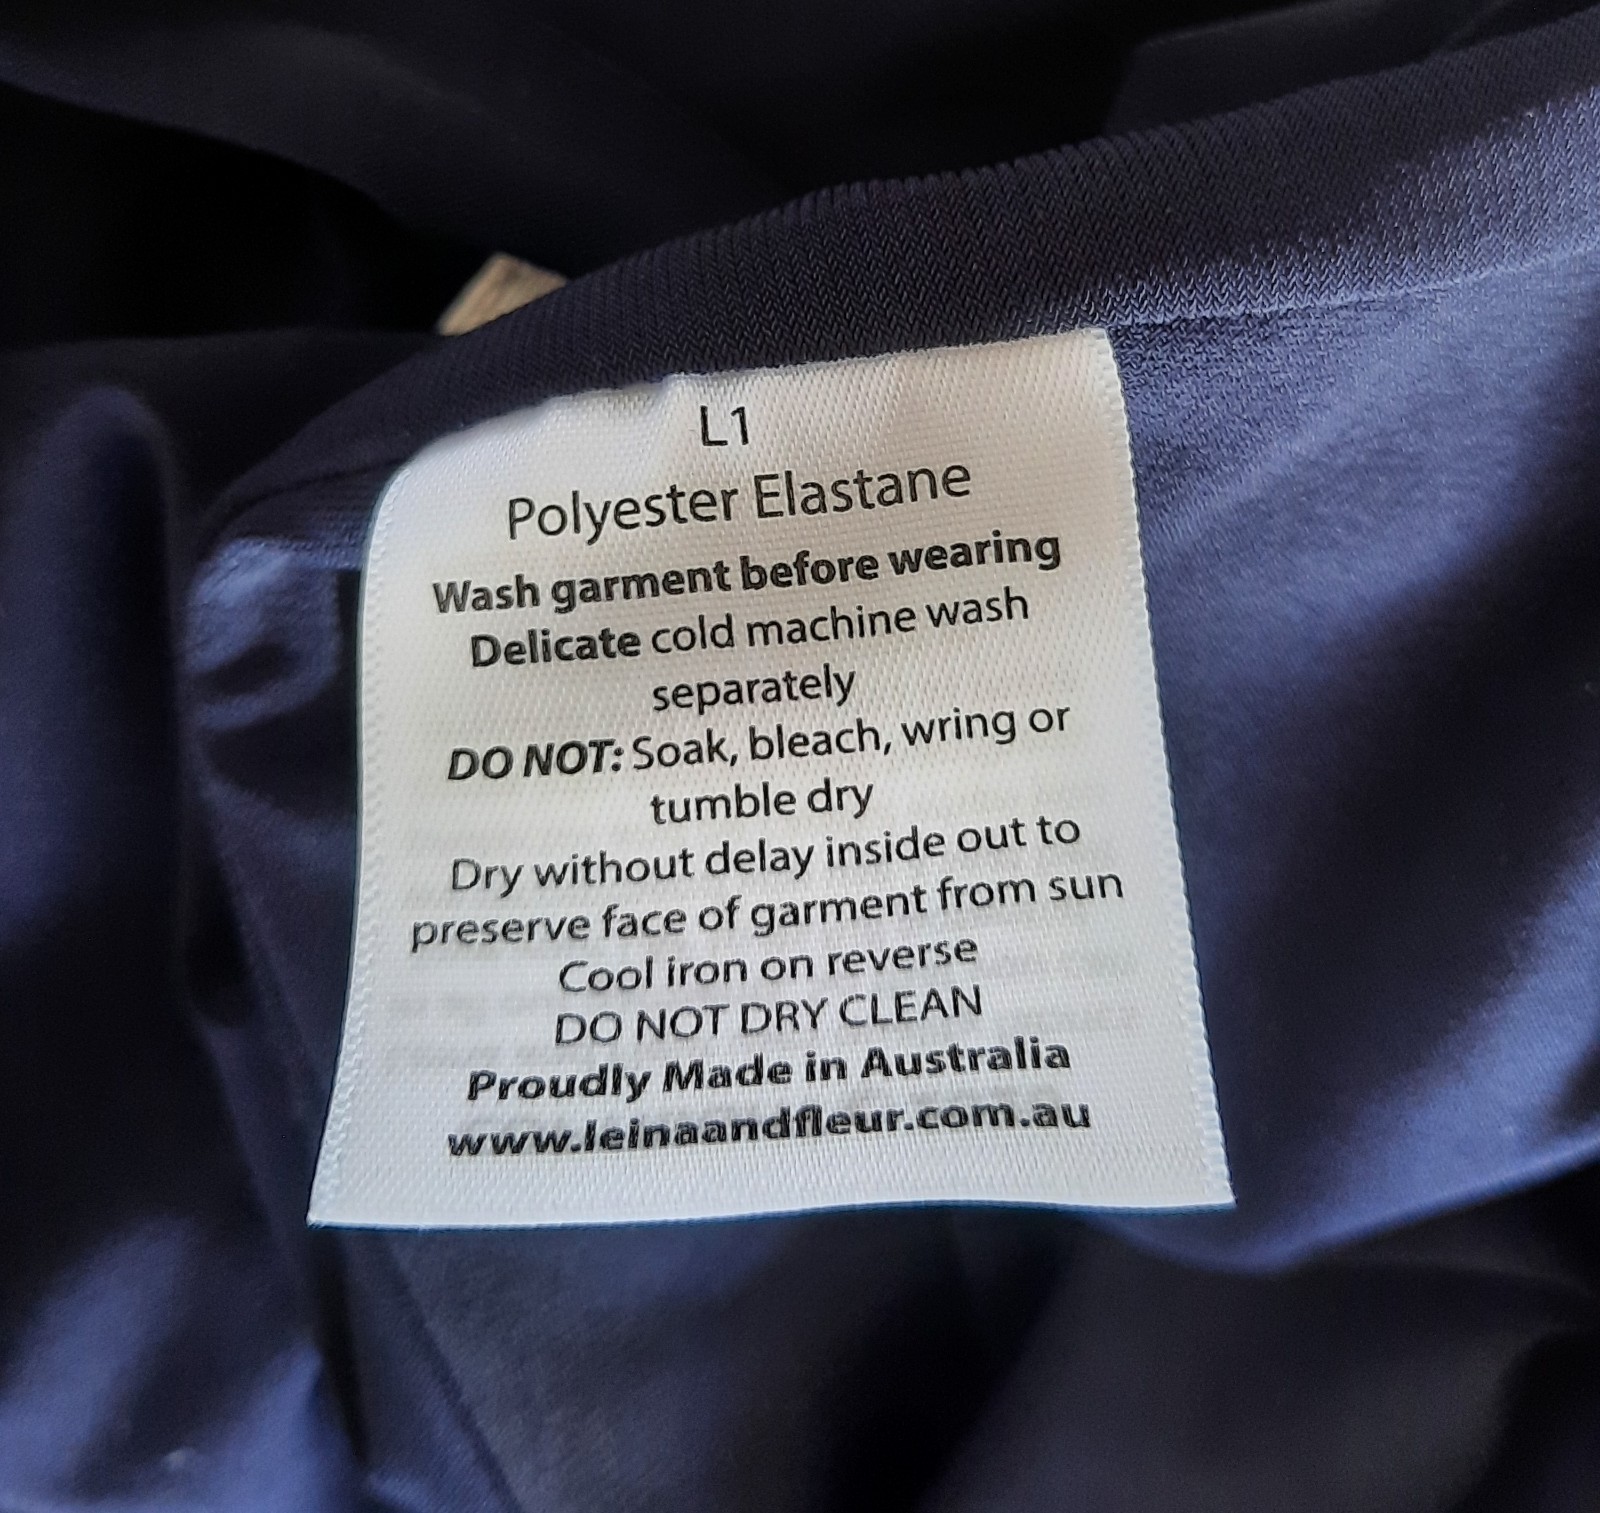 L1
Polyester Elastane
Wash garment before wearing
Delicate cold machine wash
separately
DO NOT: Soak, bleach, wring or
tumble dry
Dry without delay inside out to
preserve face of garment from sun
Cool iron on reverse
DO NOT DRY CLEAN
Proudly Made in Australia
www.leinaandfleur.com.au